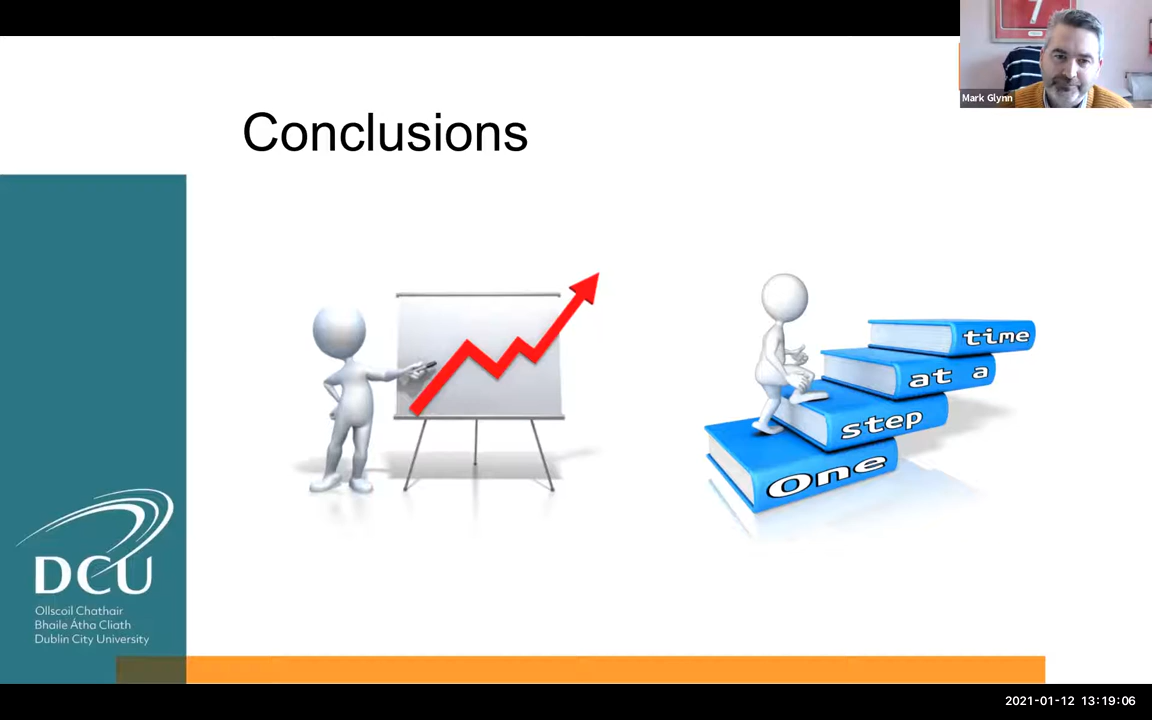 7
Mark Glynn
Conclusions
time
at a
step
One
DCU
Ollscoil Chathair
Bhaile Átha Cliath
Dublin City University
2021-01-12 13:19:06